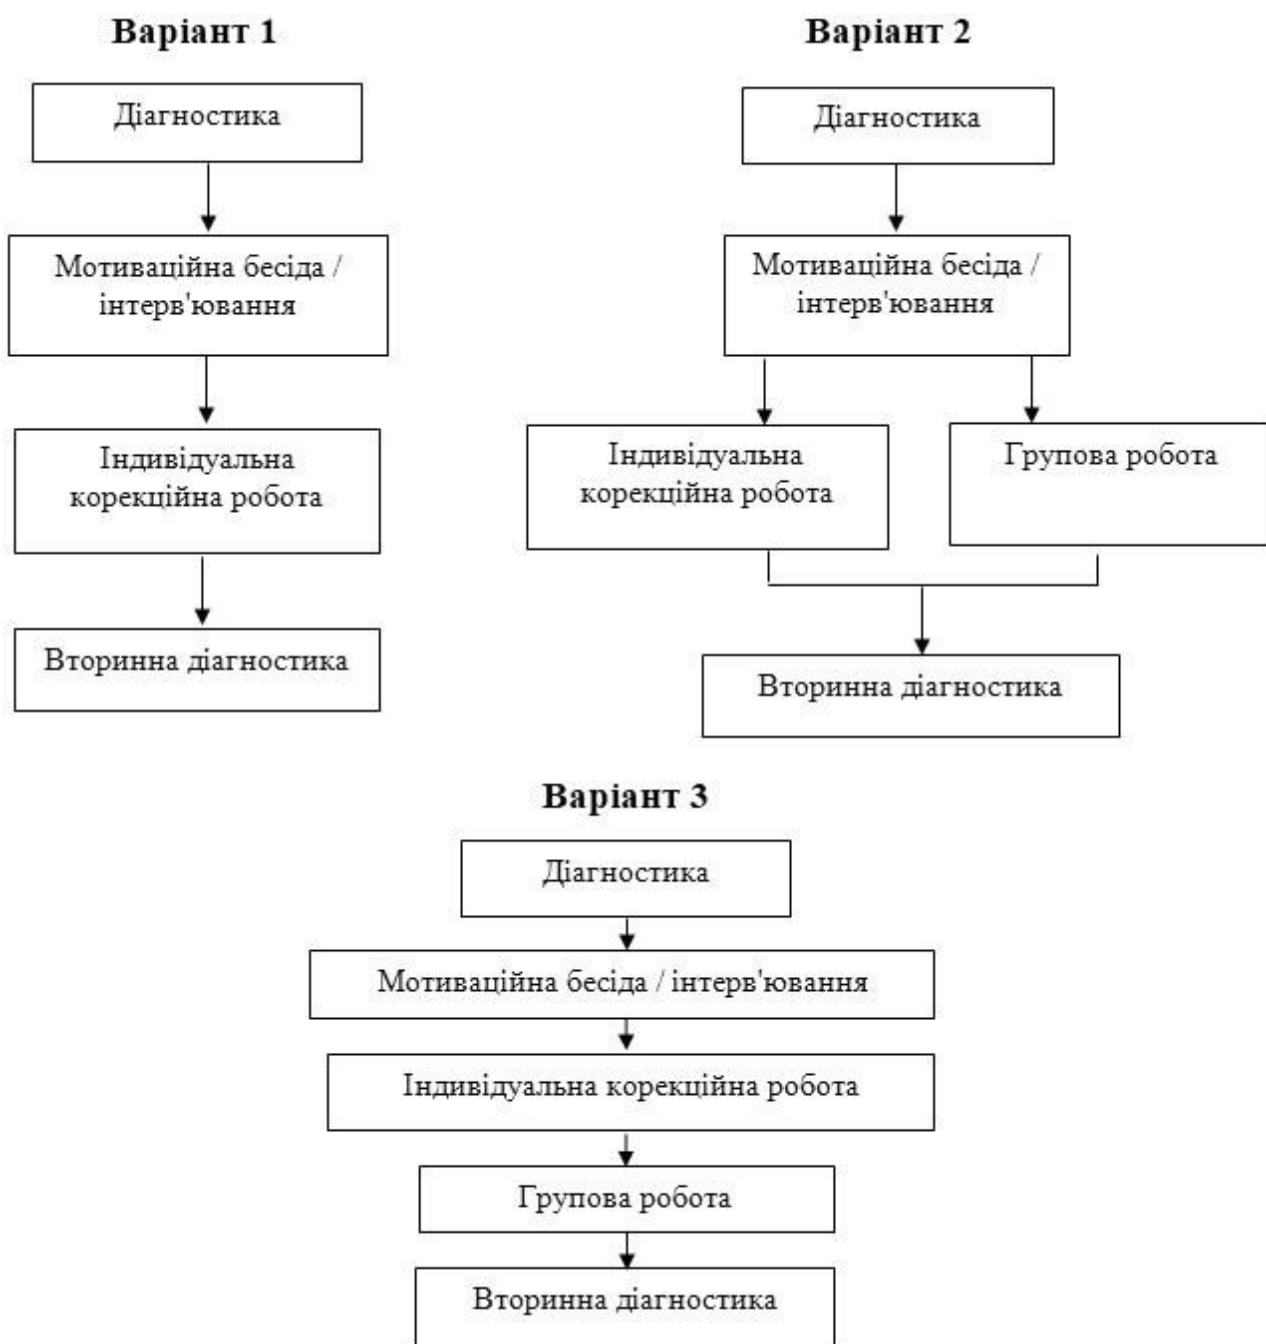 Варіант 1
Діагностика
Мотиваційна бесіда /
інтерв'ювання
Індивідуальна
корекційна робота
Вторинна діагностика
Варіант 2
Діагностика
Мотиваційна бесіда /
інтерв'ювання
Індивідуальна
корекційна робота
Групова робота
Вторинна діагностика
Варіант 3
Діагностика
Мотиваційна бесіда / інтерв'ювання
Індивідуальна корекційна робота
Групова робота
Вторинна діагностика